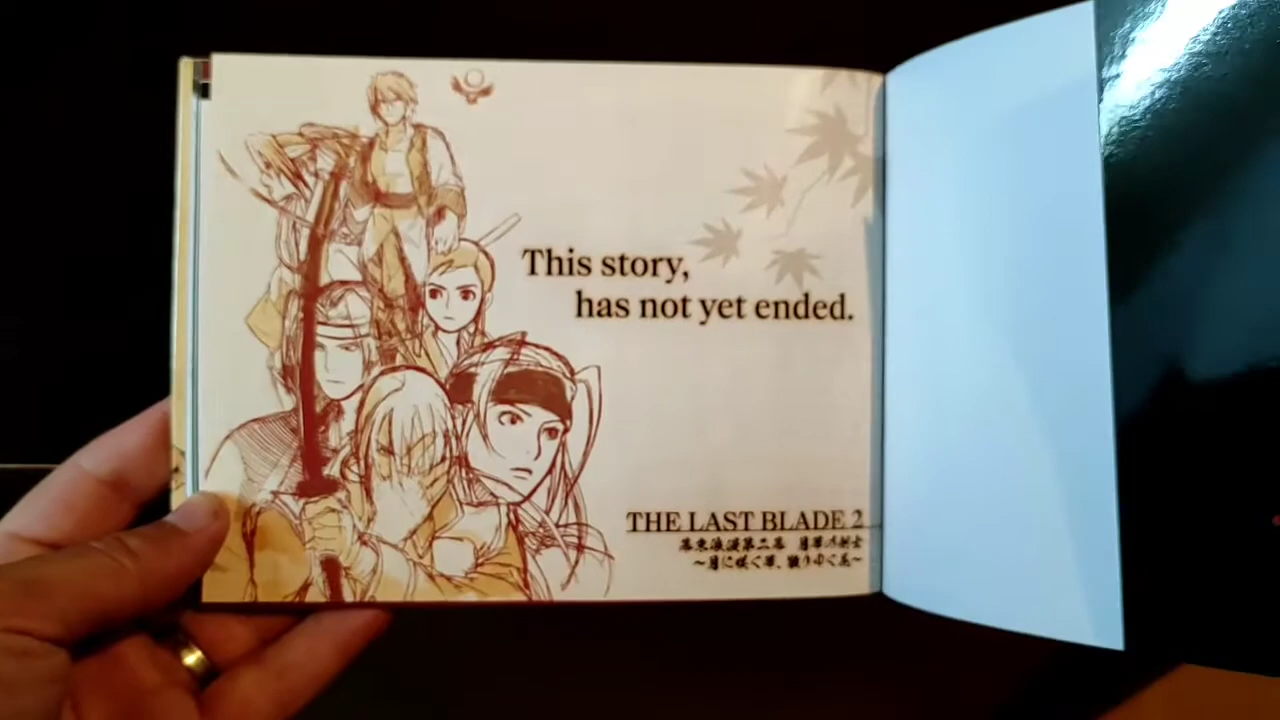 This story,
has not yet ended.
THE LAST BLADE 2
幕末浪漫第二幕 月華の剣士
〜月に咲く華、散りゆく花〜